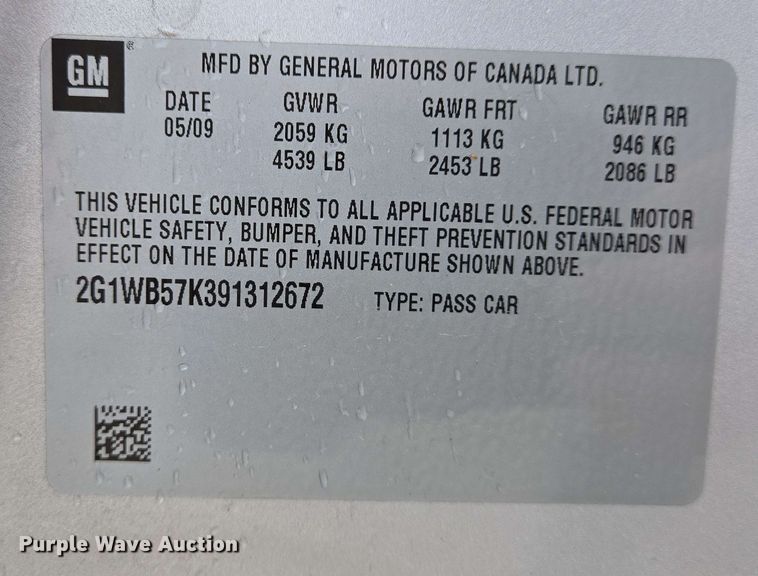 GM
MFD BY GENERAL MOTORS OF CANADA LTD.
DATE GVWR GAWR FRT GAWR RR
05/09 2059 KG 1113 KG 946 KG
4539 LB 2453 LB 2086 LB
THIS VEHICLE CONFORMS TO ALL APPLICABLE U.S. FEDERAL MOTOR
VEHICLE SAFETY, BUMPER, AND THEFT PREVENTION STANDARDS IN
EFFECT ON THE DATE OF MANUFACTURE SHOWN ABOVE.
2G1WB57K391312672 TYPE: PASS CAR
Purple Wave Auction